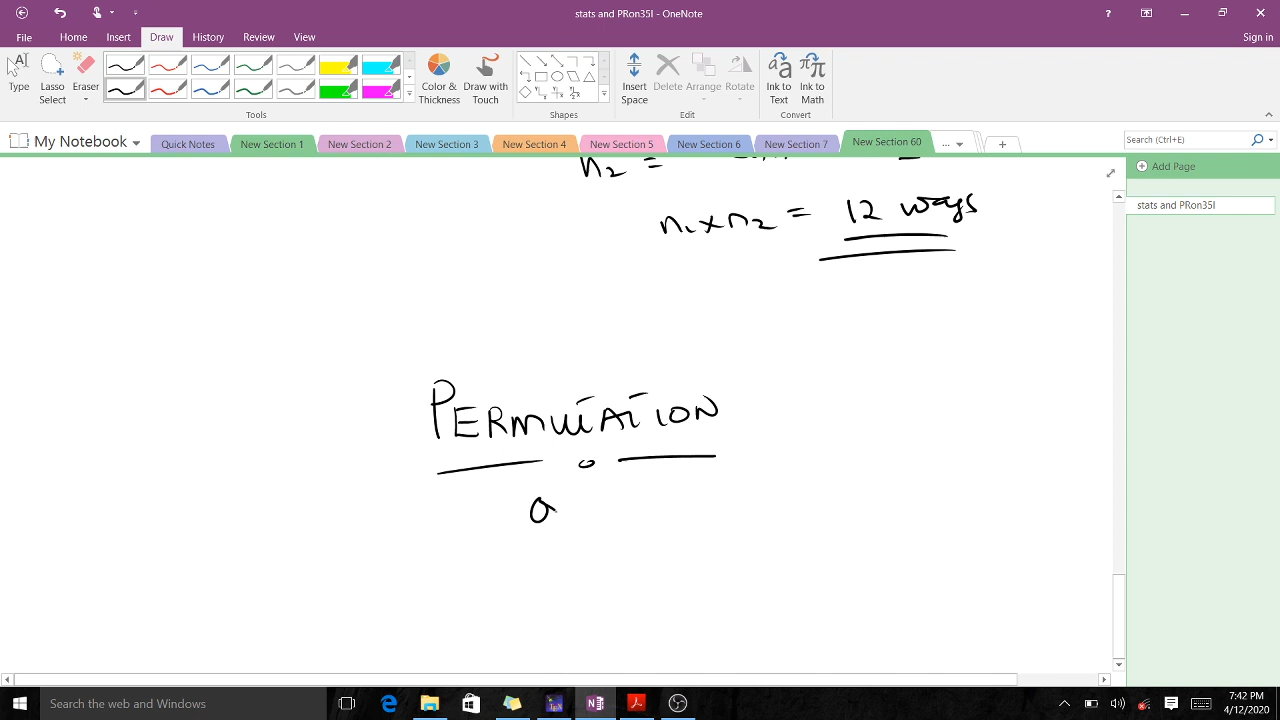 stats and PRon35I - OneNote
File Home Insert Draw History Review View
Sign in
Type
Lasso Select
Eraser
Color & Thickness
Draw with Touch
Insert Space
Delete
Arrange
Rotate
Ink to Text
Ink to Math
Tools
Shapes
Edit
Convert
My Notebook
Quick Notes
New Section 1
New Section 2
New Section 3
New Section 4
New Section 5
New Section 6
New Section 7
New Section 60
...
Search (Ctrl+E)
Add Page
stats and PRon35I
n2 =
n1 x n2 = 12 ways
PERMUTATION
a
Search the web and Windows
7:42 PM
4/12/2020